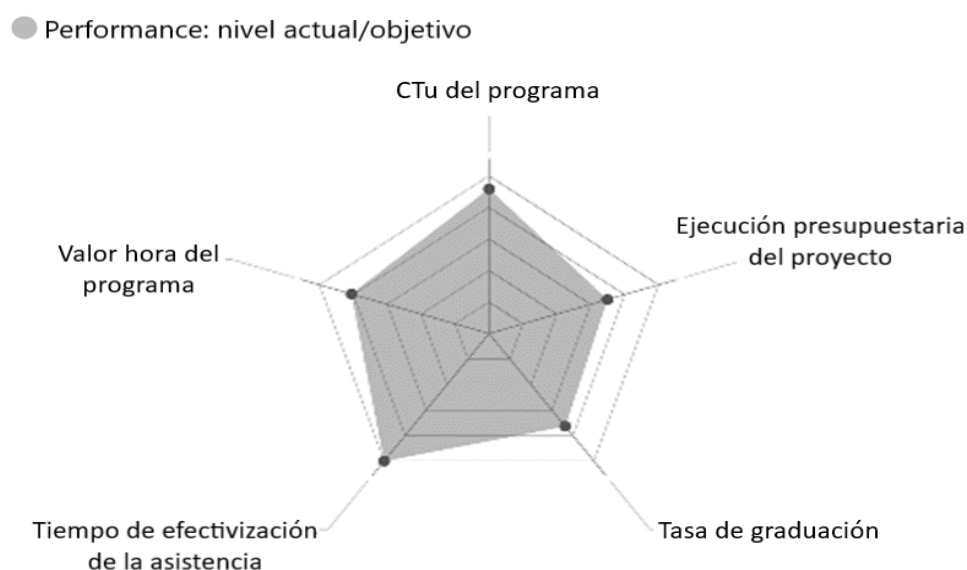 Performance: nivel actual/objetivo
CTu del programa
Ejecución presupuestaria
del proyecto
Valor hora del
programa
Tiempo de efectivización
de la asistencia
Tasa de graduación